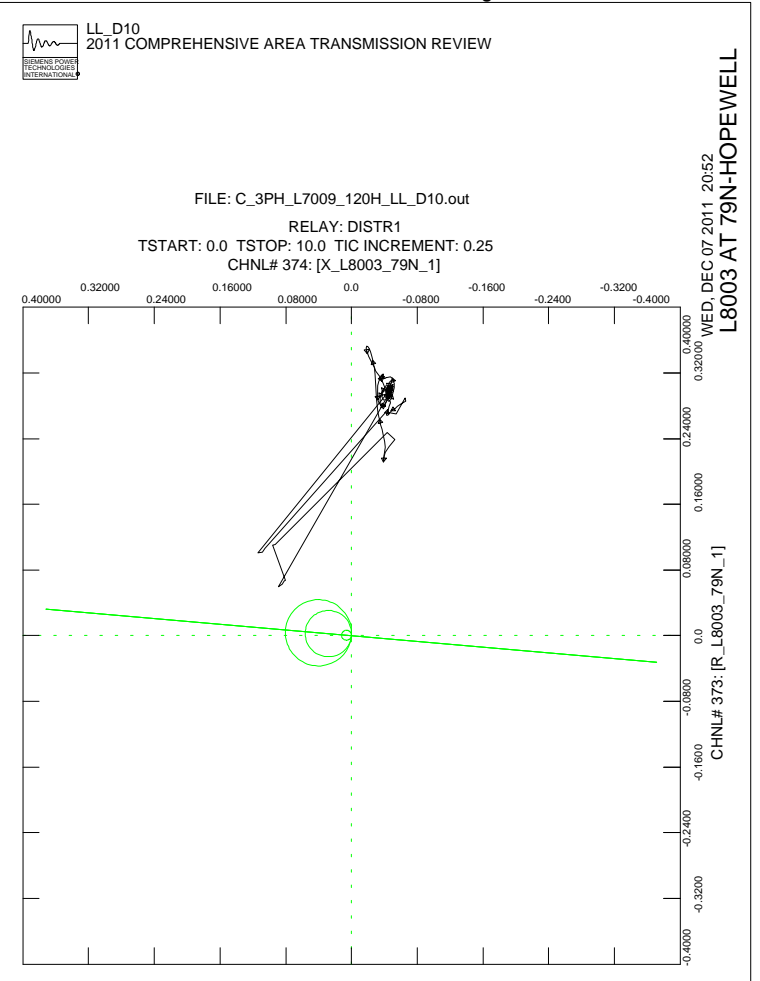 LL_D10
2011 COMPREHENSIVE AREA TRANSMISSION REVIEW
SIEMENS POWER
TECHNOLOGIES
INTERNATIONAL
FILE: C_3PH_L7009_120H_LL_D10.out
RELAY: DISTR1
TSTART: 0.0 TSTOP: 10.0 TIC INCREMENT: 0.25
CHNL# 374: [X_L8003_79N_1]
0.40000 0.32000 0.24000 0.16000 0.08000 0.0 -0.0800 -0.1600 -0.2400 -0.3200 -0.4000
0.40000
0.32000
0.24000
0.16000
0.08000
0.0
-0.0800
-0.1600
-0.2400
-0.3200
-0.4000
CHNL# 373: [R_L8003_79N_1]
WED, DEC 07 2011 20:52
L8003 AT 79N-HOPEWELL